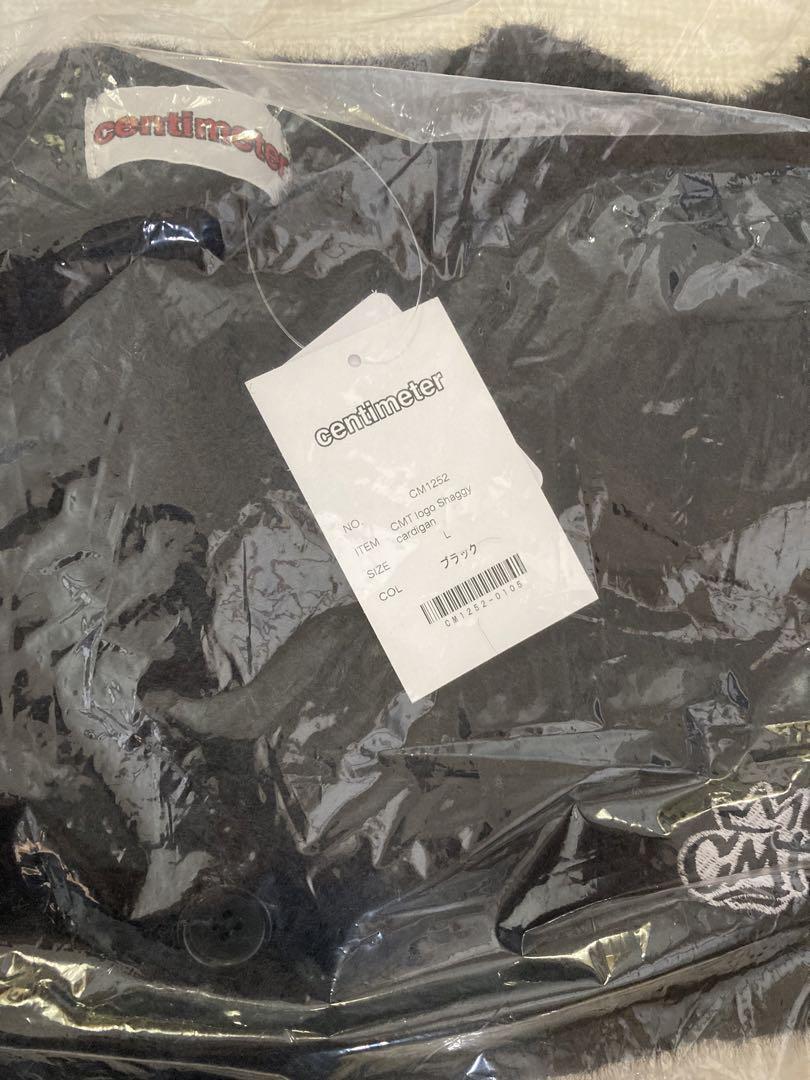 centimeter
centimeter
NO. CM1252
ITEM CMT logo Shaggy
cardigan
SIZE L
COL ブラック
CM1252-0105